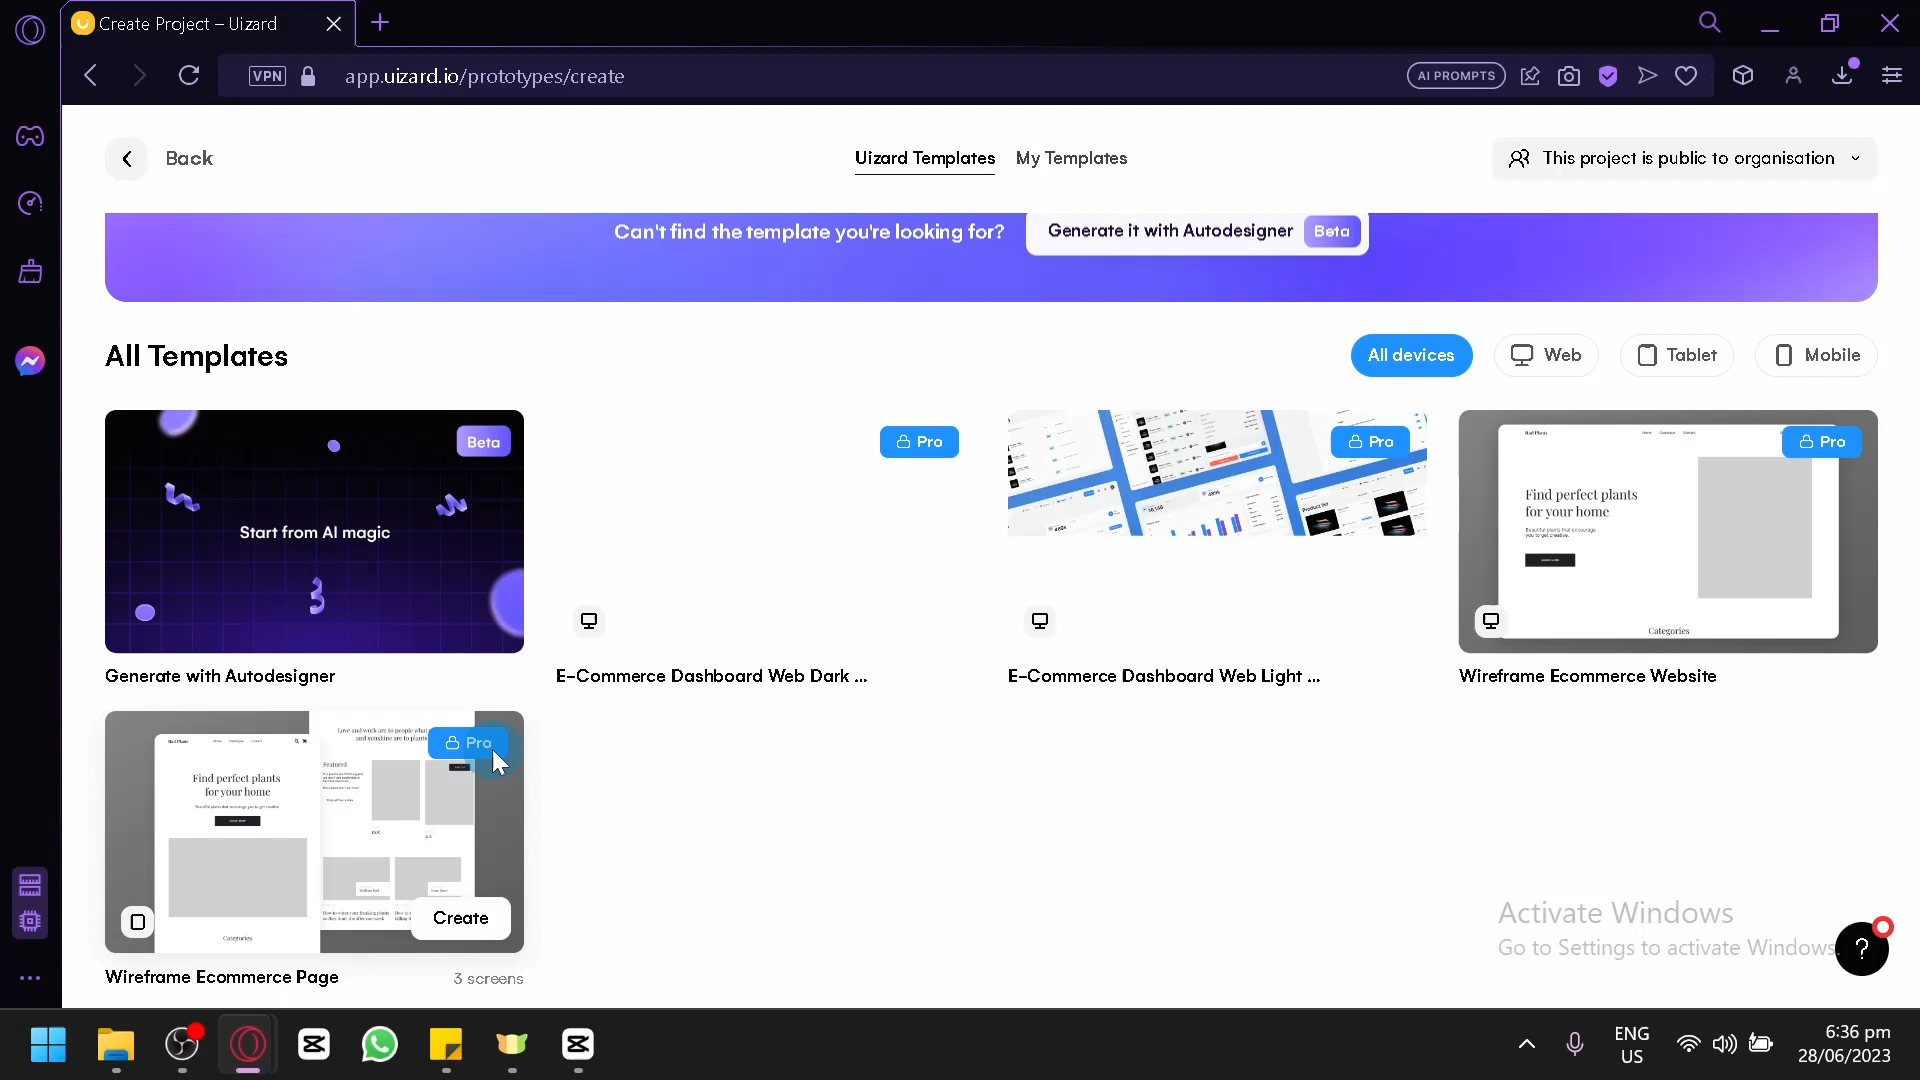 Create Project – Uizard
VPN
app.uizard.io/prototypes/create
AI PROMPTS
Back
Uizard Templates
My Templates
This project is public to organisation
Can't find the template you're looking for?
Generate it with Autodesigner
Beta
All Templates
All devices
Web
Tablet
Mobile
Beta
Start from AI magic
Generate with Autodesigner
Pro
E-Commerce Dashboard Web Dark ...
Pro
E-Commerce Dashboard Web Light ...
Pro
Find perfect plants
for your home
Categories
Wireframe Ecommerce Website
Pro
Find perfect plants
for your home
Featured
Categories
Create
Wireframe Ecommerce Page
3 screens
Activate Windows
Go to Settings to activate Windows.
?
ENG
US
6:36 pm
28/06/2023